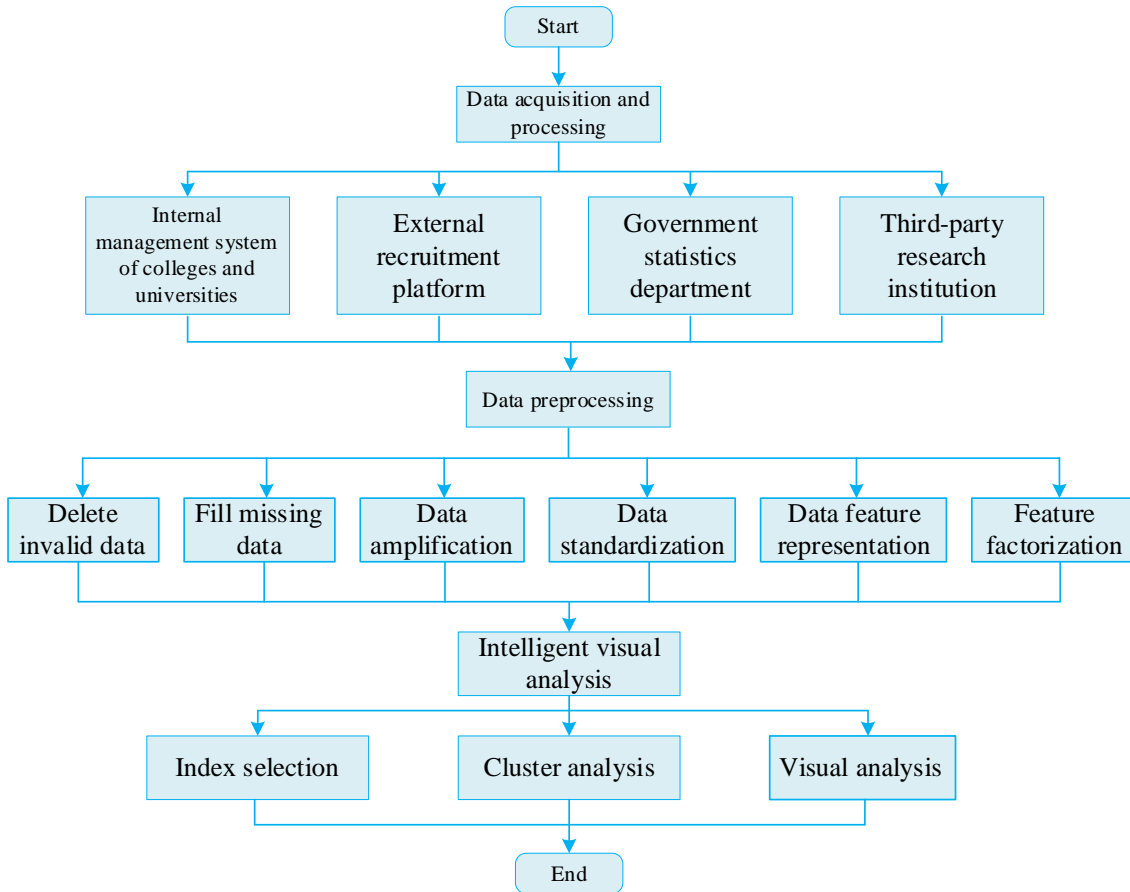 Start
Data acquisition and
processing
Internal
management system
of colleges and
universities
External
recruitment
platform
Government
statistics
department
Third-party
research
institution
Data preprocessing
Delete
invalid data
Fill missing
data
Data
amplification
Data
standardization
Data feature
representation
Feature
factorization
Intelligent visual
analysis
Index selection
Cluster analysis
Visual analysis
End